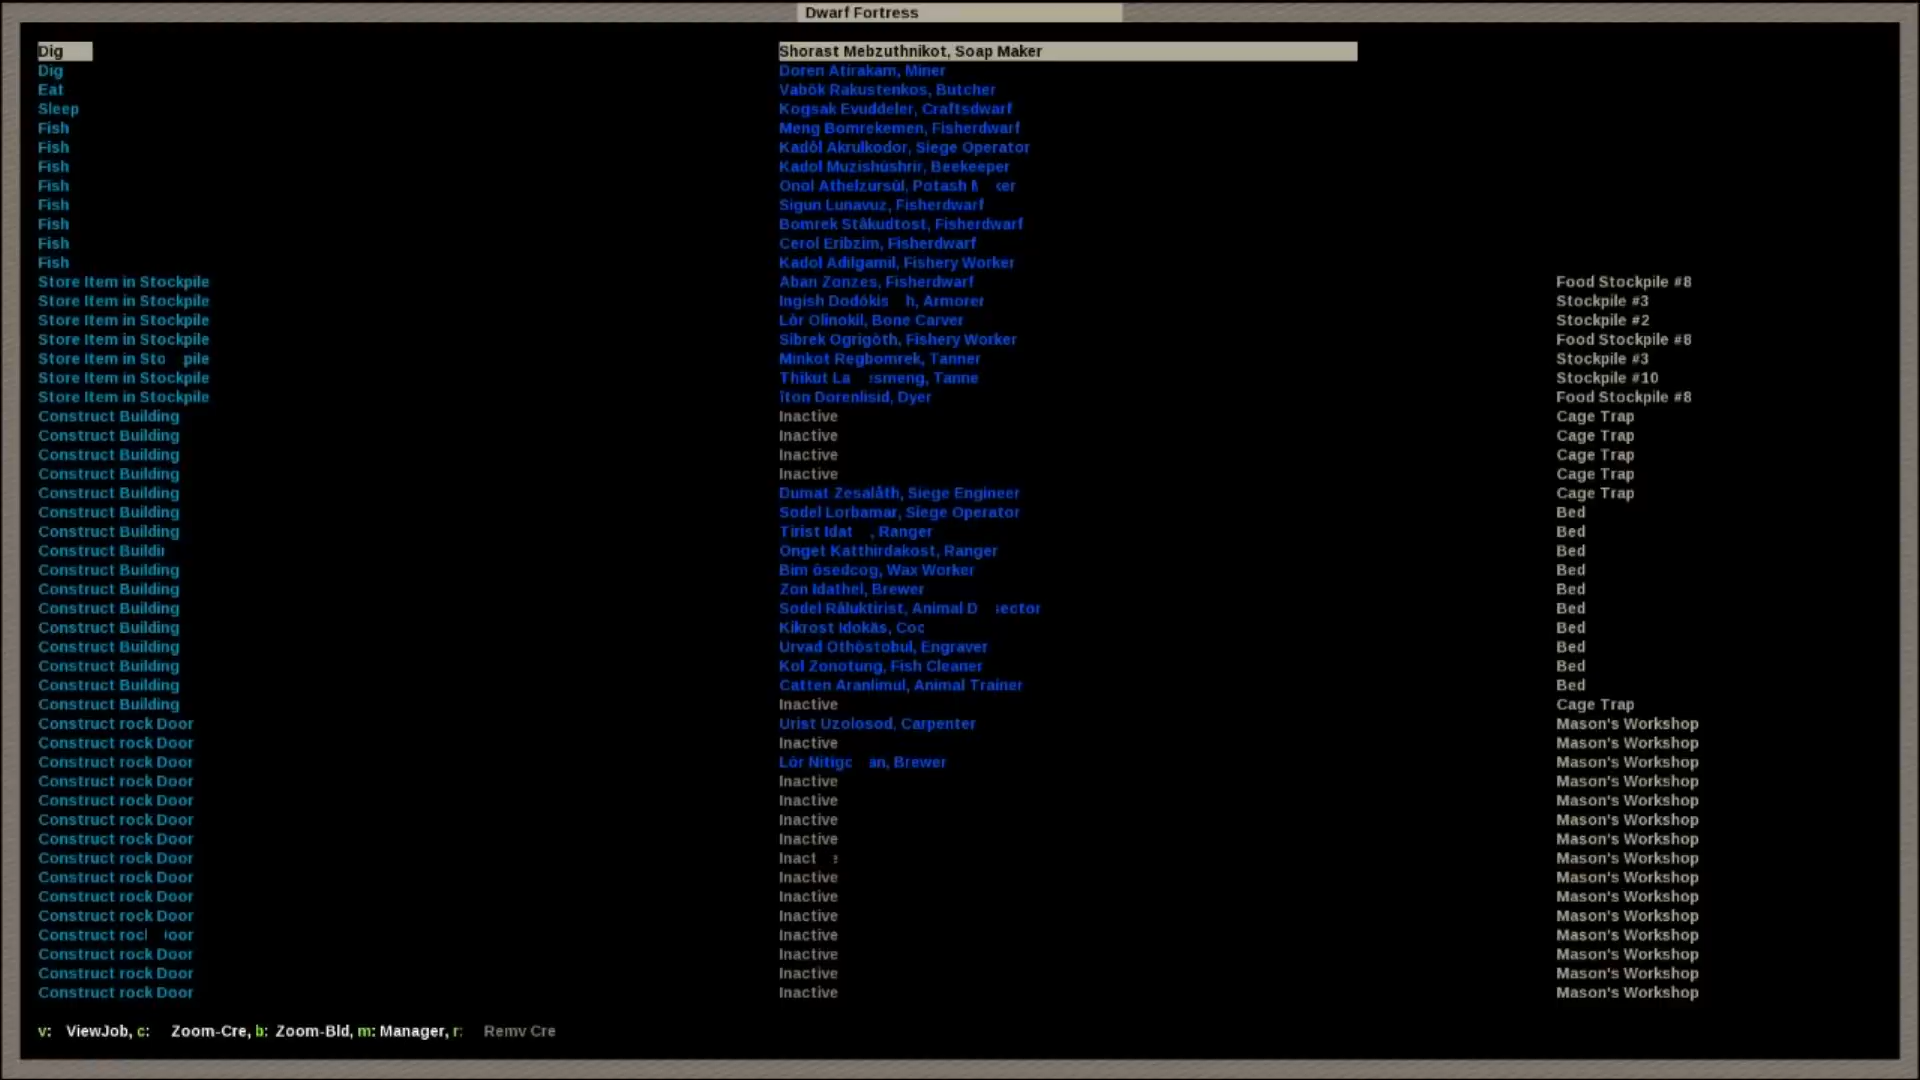 Dwarf Fortress
Dig Shorast Mebzuthnikot, Soap Maker
Dig Doren Atirakam, Miner
Eat Vabôk Rakustenkos, Butcher
Sleep Kogsak Evuddeler, Craftsdwarf
Fish Meng Bomrekemen, Fisherdwarf
Fish Kadôl Akrulkodor, Siege Operator
Fish Kadol Muzishúshrir, Beekeeper
Fish Onol Athelzursûl, Potash
Fish Sigun Lunavuz, Fisherdwarf
Fish Bomrek Stâkudtost, Fisherdwarf
Fish Cerol Eribzim, Fisherdwarf
Fish Kadol Adilgamil, Fishery Worker
Store Item in Stockpile Aban Zonzes, Fisherdwarf Food Stockpile #8
Store Item in Stockpile Ingish Armorer Stockpile #3
Store Item in Stockpile Lòr Olinokil, Bone Carver Stockpile #2
Store Item in Stockpile Sibrek Ogrigòth, Fishery Worker Food Stockpile #8
Store Item in Minkot Regbomrek, Tanner Stockpile #3
Store Item in Stockpile Thikut Stockpile #10
Store Item in Stockpile Îton Dorenlisid, Dyer Food Stockpile #8
Construct Building Inactive Cage Trap
Construct Building Inactive Cage Trap
Construct Building Inactive Cage Trap
Construct Building Inactive Cage Trap
Construct Building Dumat Zesalâth, Siege Engineer Cage Trap
Construct Building Sodel Lorbamar, Siege Operator Bed
Construct Building Tirist Ranger Bed
Construct Onget Katthirdakost, Ranger Bed
Construct Building Bim ósedcog, Wax Worker Bed
Construct Building Zon Idathel, Brewer Bed
Construct Building Sodel Råluktirist, Animal Bed
Construct Building Kikrost Idokäs, Bed
Construct Building Urvad Othöstobul, Engraver Bed
Construct Building Kol Zonotung, Fish Cleaner Bed
Construct Building Catten Aranlimul, Animal Trainer Bed
Construct Building Inactive Cage Trap
Construct rock Door Urist Uzolosod, Carpenter Mason's Workshop
Construct rock Door Inactive Mason's Workshop
Construct rock Door Lòr Brewer Mason's Workshop
Construct rock Door Inactive Mason's Workshop
Construct rock Door Inactive Mason's Workshop
Construct rock Door Inactive Mason's Workshop
Construct rock Door Inactive Mason's Workshop
Construct rock Door Mason's Workshop
Construct rock Door Inactive Mason's Workshop
Construct rock Door Inactive Mason's Workshop
Construct rock Door Inactive Mason's Workshop
Construct Inactive Mason's Workshop
Construct rock Door Inactive Mason's Workshop
Construct rock Door Inactive Mason's Workshop
Construct rock Door Inactive Mason's Workshop
v: ViewJob, c: Zoom-Cre, b: Zoom-Bld, m: Manager, r: Remv Cre